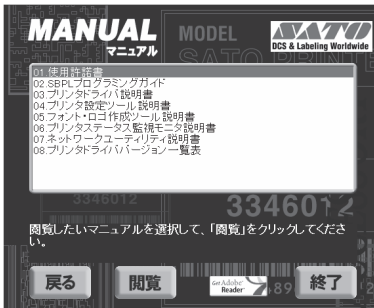 MANUAL
マニュアル
MODEL
SATO
DCS & Labeling Worldwide
SATO PRINT
01.使用許諾書
02.SBPLプログラミングガイド
03.プリンタドライバ説明書
04.プリンタ設定ツール説明書
05.フォント・ロゴ作成ツール説明書
06.プリンタステータス監視モニタ説明書
07.ネットワークユーティリティ説明書
08.プリンタドライババージョン一覧表
3346012
3346012
閲覧したいマニュアルを選択して、「閲覧」をクリックしてくださ
い。
戻る
閲覧
Get Adobe
Reader
89
終了